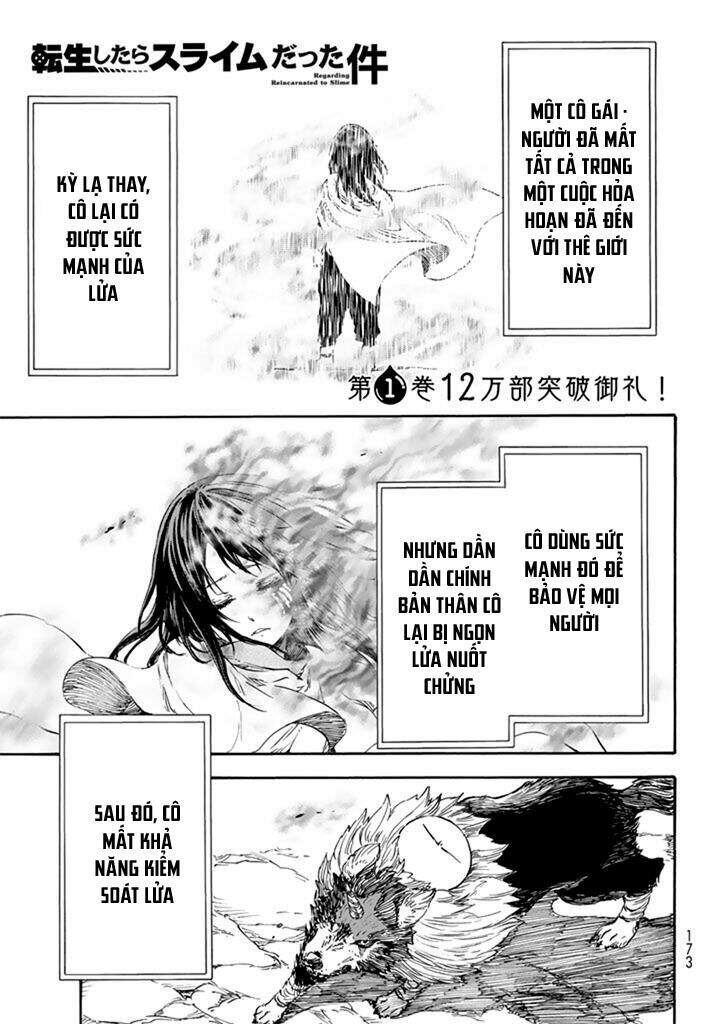 転生したらスライムだった件
Regarding
Reincarnated to Slime
MỘT CÔ GÁI -
NGƯỜI ĐÃ MẤT
TẤT CẢ TRONG
MỘT CUỘC HỎA
HOẠN ĐÃ ĐẾN
VỚI THẾ GIỚI
NÀY
KỲ LẠ THAY,
CÔ LẠI CÓ
ĐƯỢC SỨC
MẠNH CỦA
LỬA
第1巻12万部突破御礼！
CÔ DÙNG SỨC
MẠNH ĐÓ ĐỂ
BẢO VỆ MỌI
NGƯỜI
NHƯNG DẦN
DẦN CHÍNH
BẢN THÂN CÔ
LẠI BỊ NGỌN
LỬA NUỐT
CHỬNG
SAU ĐÓ, CÔ
MẤT KHẢ
NĂNG KIỂM
SOÁT LỬA
173